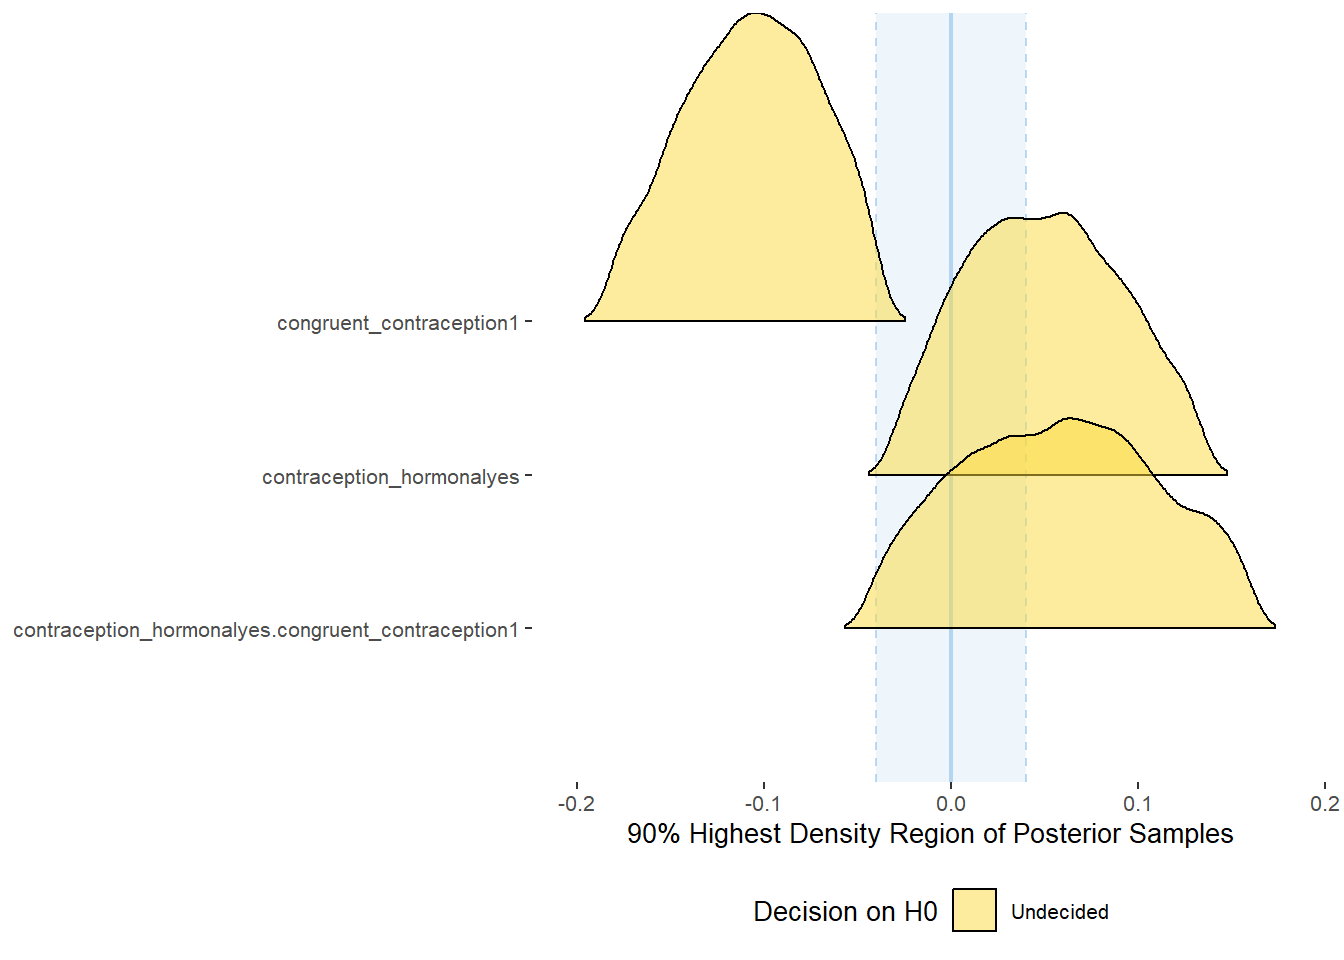 congruent_contraception1
contraception_hormonalyes
contraception_hormonalyes.congruent_contraception1
-0.2 -0.1 0.0 0.1 0.2
90% Highest Density Region of Posterior Samples
Decision on H0 Undecided